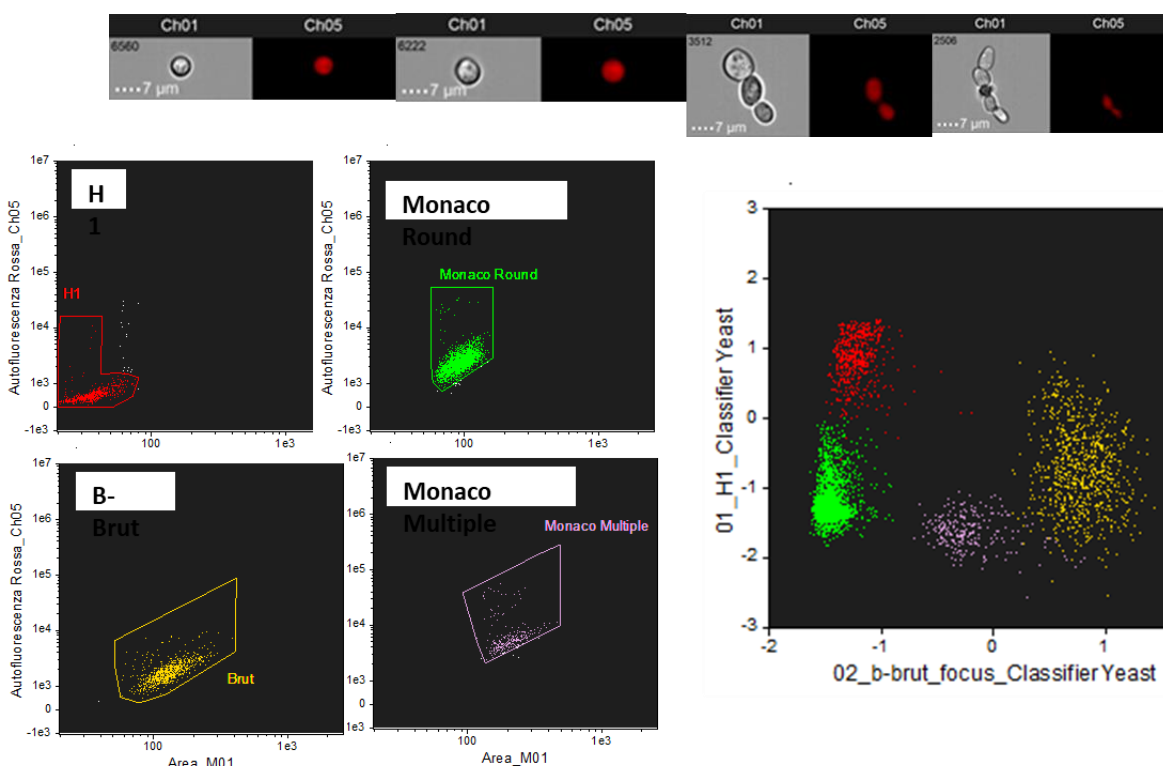 Ch01 Ch05 Ch01 Ch05 Ch01 Ch05 Ch01 Ch05
6560 6222 3512 2506
7 µm 7 µm 7 µm 7 µm
1e7
1e6
1e5
1e4
1e3
0
-1e3
Autofluorescenza Rossa_Ch05
H
1
H1
100 1e3
1e7
1e6
1e5
1e4
1e3
0
-1e3
Autofluorescenza Rossa_Ch05
Monaco
Round
Monaco Round
100 1e3
1e7
1e6
1e5
1e4
1e3
0
-1e3
Autofluorescenza Rossa_Ch05
B-
Brut
Brut
100 1e3
Area_M01
1e7
1e6
1e5
1e4
1e3
0
-1e3
Autofluorescenza Rossa_Ch05
Monaco
Multiple
Monaco Multiple
100 1e3
Area_M01
3
2
1
0
-1
-2
-3
01_H1_Classifier Yeast
-2 -1 0 1
02_b-brut_focus_Classifier Yeast